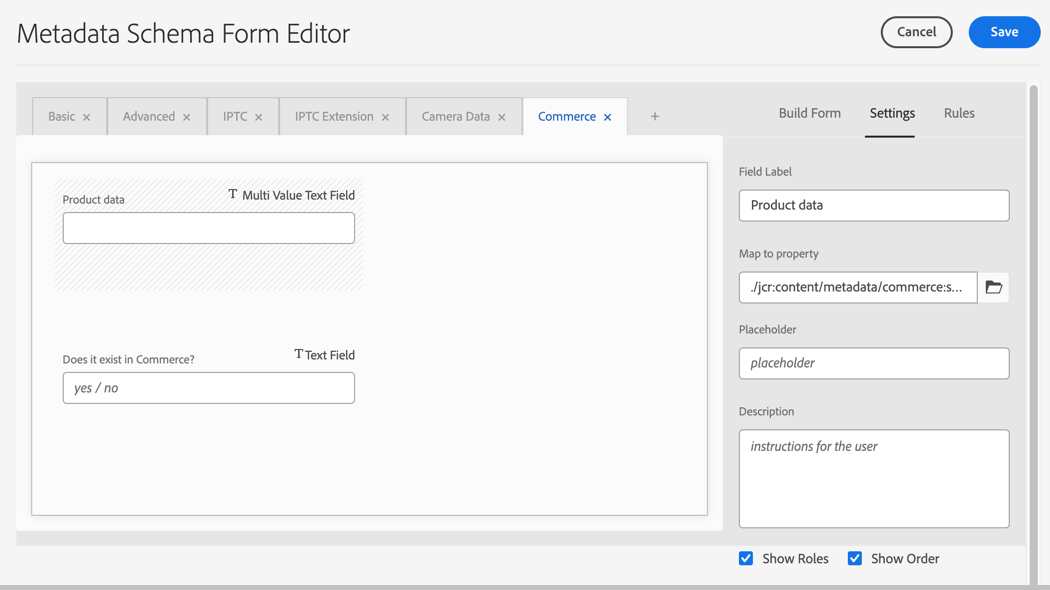 Metadata Schema Form Editor
Cancel
Save
Basic ×
Advanced ×
IPTC ×
IPTC Extension ×
Camera Data ×
Commerce ×
+
Build Form
Settings
Rules
Product data
T Multi Value Text Field
Does it exist in Commerce?
T Text Field
yes / no
Field Label
Product data
Map to property
./jcr:content/metadata/commerce:s...
Placeholder
placeholder
Description
instructions for the user
Show Roles
Show Order